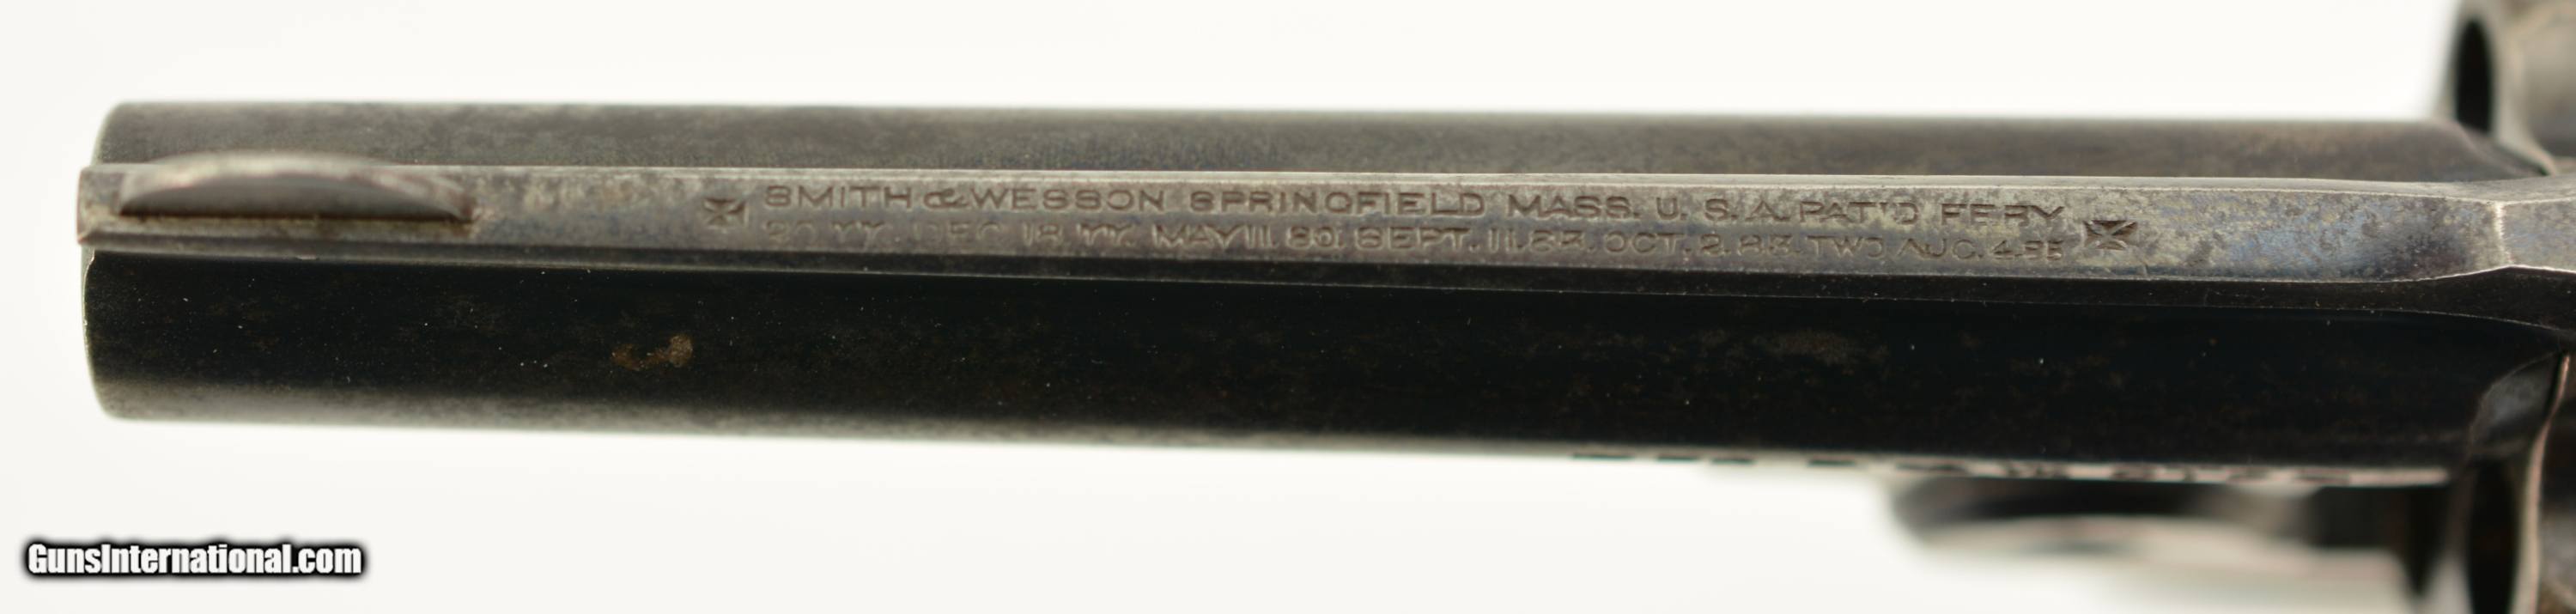 SMITH & WESSON SPRINGFIELD MASS. U. S. A. PAT'D FEB'Y
20. 77. DEC. 18. 77. MAY 11. 80. SEPT. 11. 83. OCT. 2. 83. TWO AUG. 4. 85
GunsInternational.com